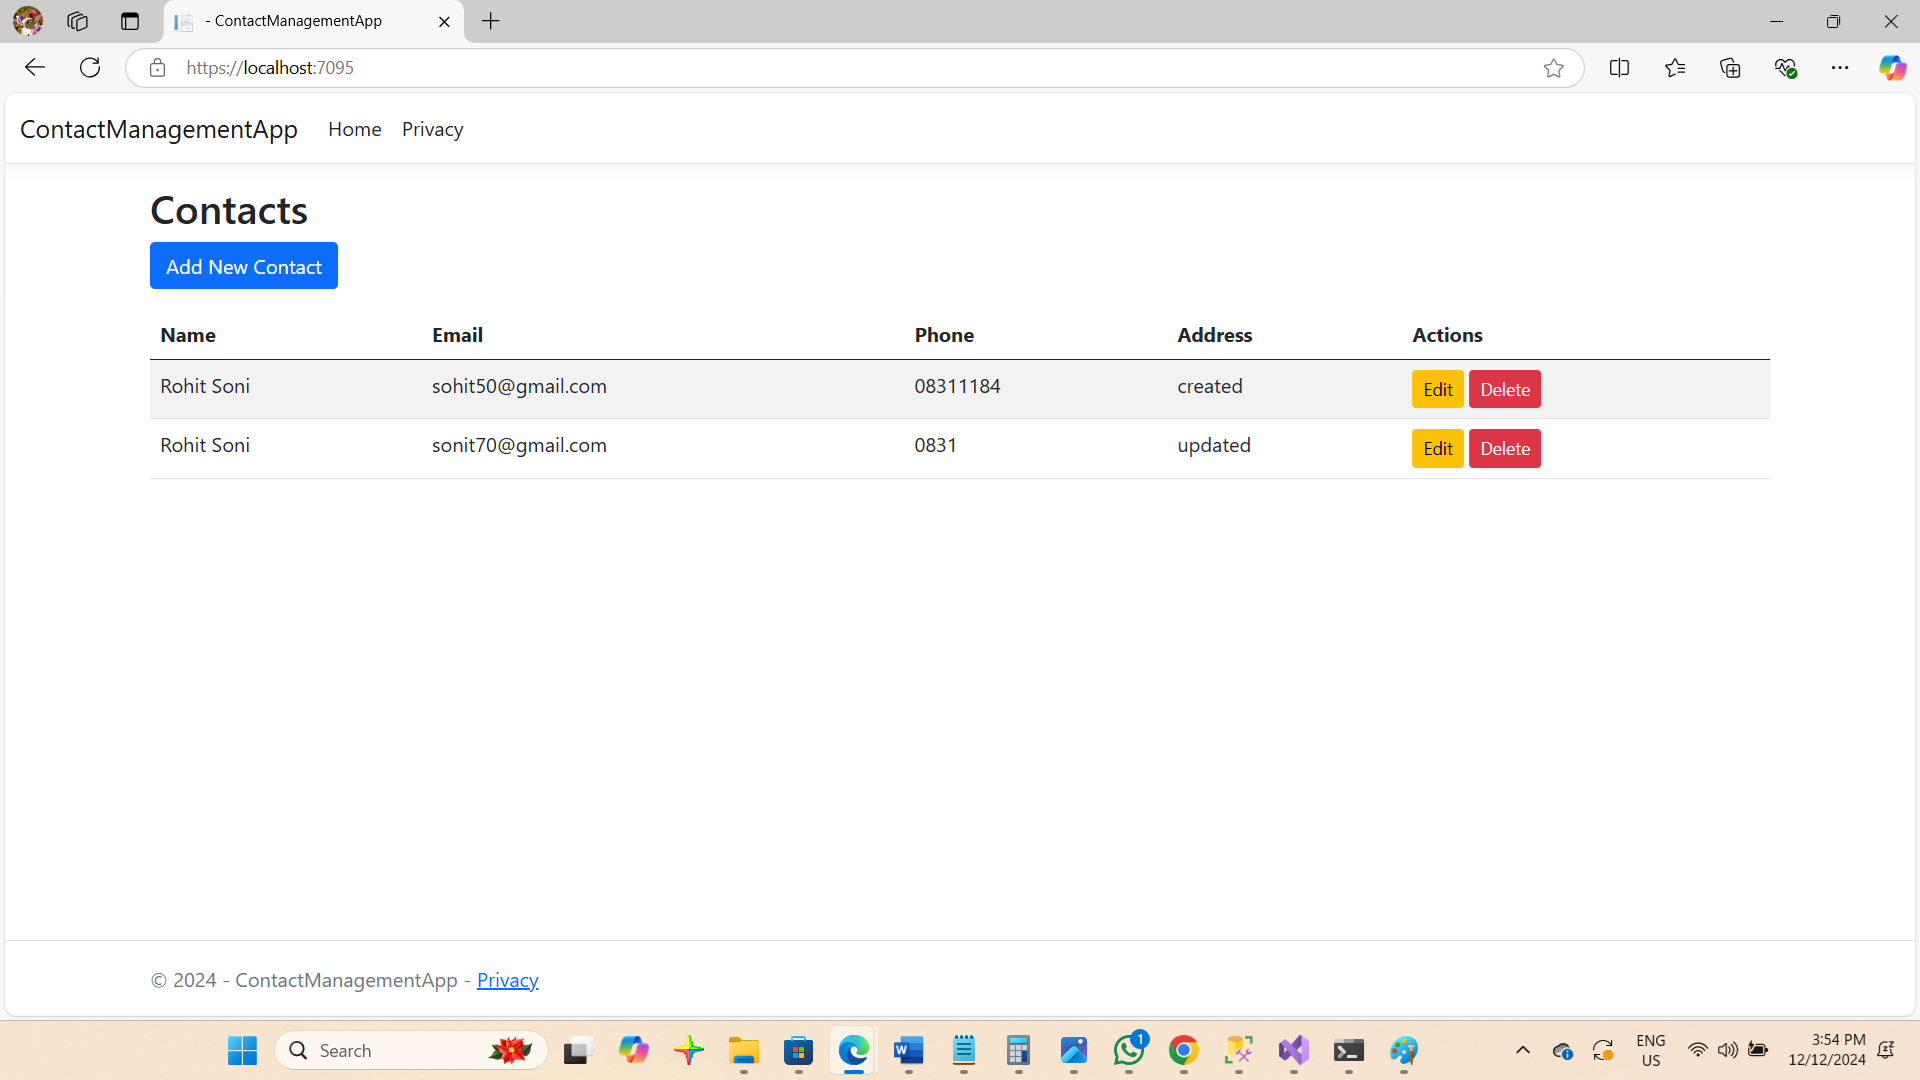 - ContactManagementApp
https://localhost:7095
ContactManagementApp Home Privacy
Contacts
Add New Contact
Name Email Phone Address Actions
Rohit Soni sohit50@gmail.com 08311184 created Edit Delete
Rohit Soni sonit70@gmail.com 0831 updated Edit Delete
© 2024 - ContactManagementApp - Privacy
Search
W
1
ENG
US
3:54 PM
12/12/2024